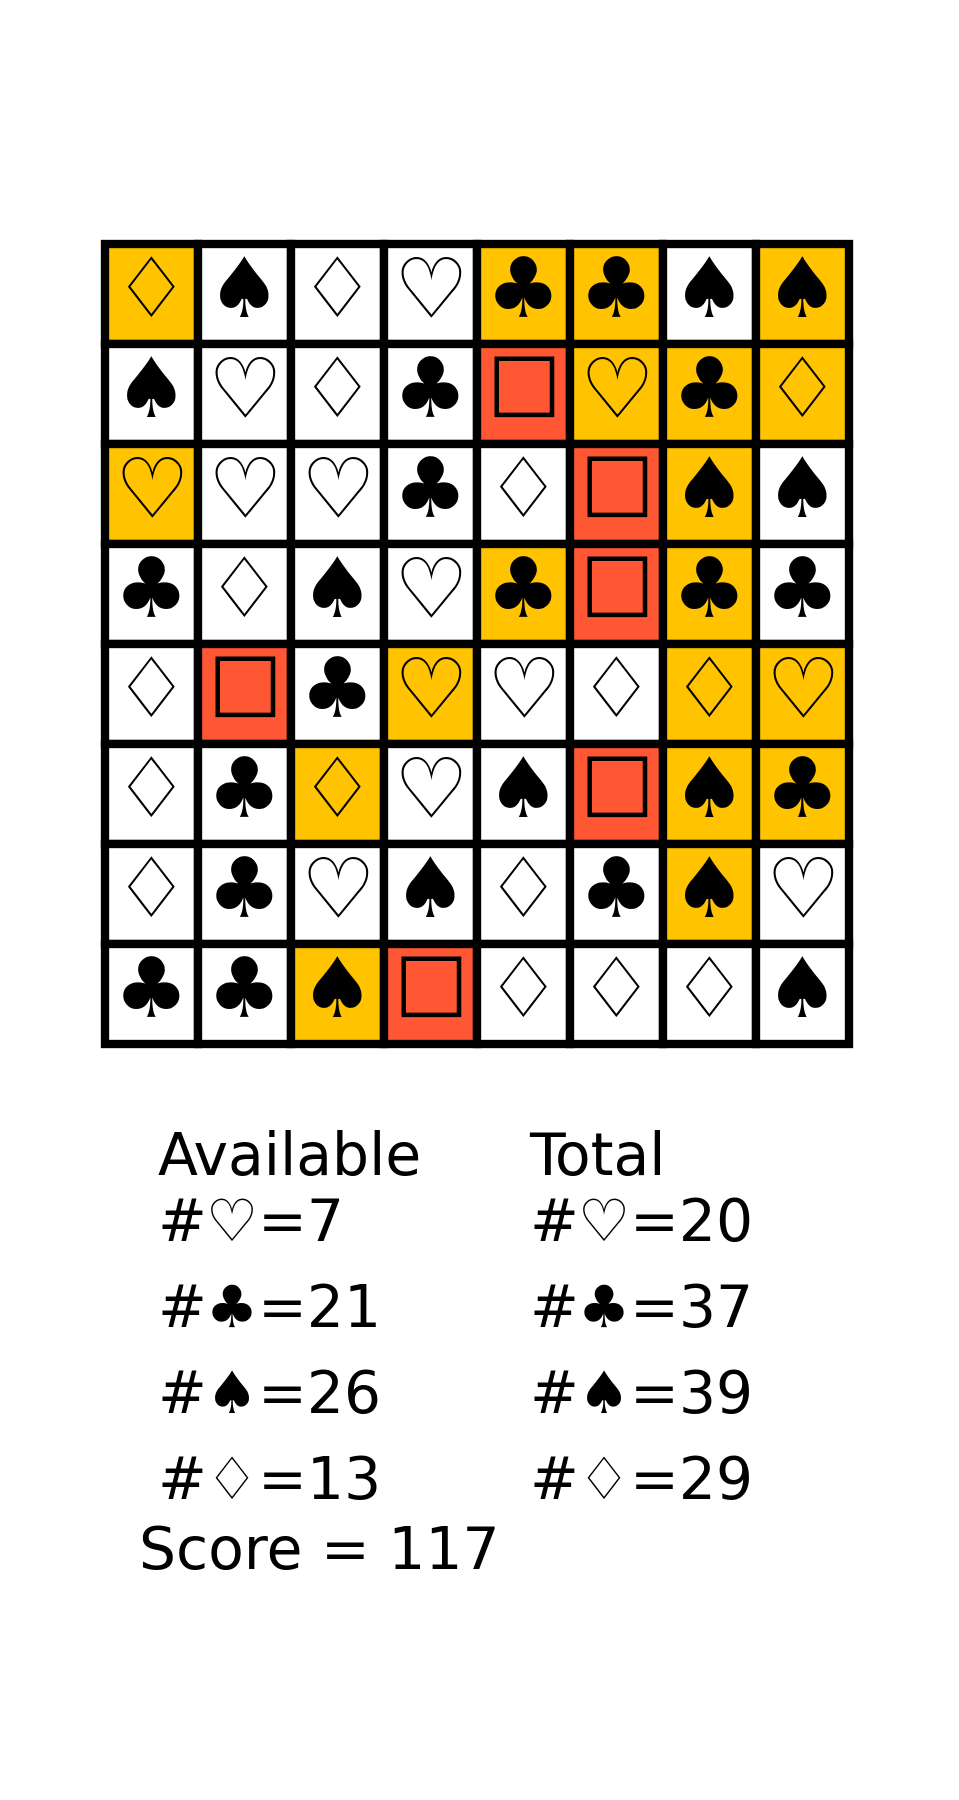 ♢ ♠ ♢ ♡ ♣ ♣ ♠ ♠
♠ ♡ ♢ ♣ □ ♡ ♣ ♢
♡ ♡ ♡ ♣ ♢ □ ♠ ♠
♣ ♢ ♠ ♡ ♣ □ ♣ ♣
♢ □ ♣ ♡ ♡ ♢ ♢ ♡
♢ ♣ ♢ ♡ ♠ □ ♠ ♣
♢ ♣ ♡ ♠ ♢ ♣ ♠ ♡
♣ ♣ ♠ □ ♢ ♢ ♢ ♠
Available Total
#♡=7 #♡=20
#♣=21 #♣=37
#♠=26 #♠=39
#♢=13 #♢=29
Score = 117